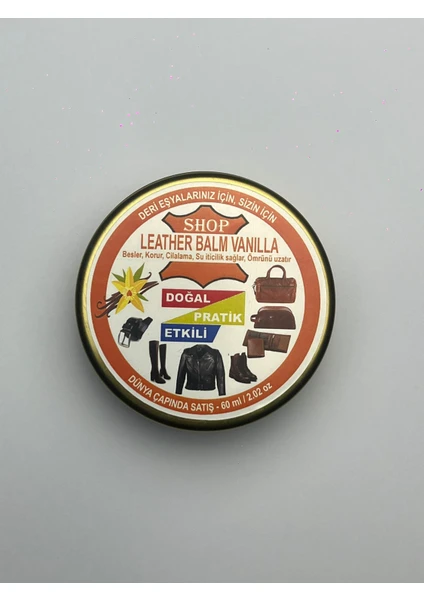 DERİ EŞYALARINIZ İÇİN, SİZİN İÇİN
SHOP
LEATHER BALM VANILLA
Besler, Korur, Cilalama, Su iticilik sağlar, Ömrünü uzatır
DOĞAL
PRATİK
ETKİLİ
DÜNYA ÇAPINDA SATIŞ - 60 ml / 2.02 oz